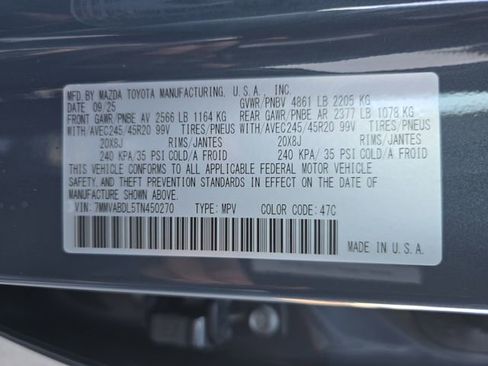 MFG. BY MAZDA TOYOTA MANUFACTURING, U.S.A., INC.
DATE: 09/25 GVWR/PNBV 4861 LB 2205 KG
FRONT GAWR/PNBE AV 2566 LB 1164 KG REAR GAWR/PNBE AR 2377 LB 1078 KG
WITH/AVEC245/45R20 99V TIRES/PNEUS WITH/AVEC245/45R20 99V TIRES/PNEUS
20X8J RIMS/JANTES 20X8J RIMS/JANTES
240 KPA/ 35 PSI COLD/A FROID 240 KPA/ 35 PSI COLD/A FROID
THIS VEHICLE CONFORMS TO ALL APPLICABLE FEDERAL MOTOR VEHICLE
SAFETY, AND THEFT PREVENTION STANDARDS IN EFFECT ON THE DATE OF
MANUFACTURE SHOWN ABOVE.
VIN: 7MMVABDL5TN450270 TYPE: MPV COLOR CODE: 47C
MADE IN U.S.A.